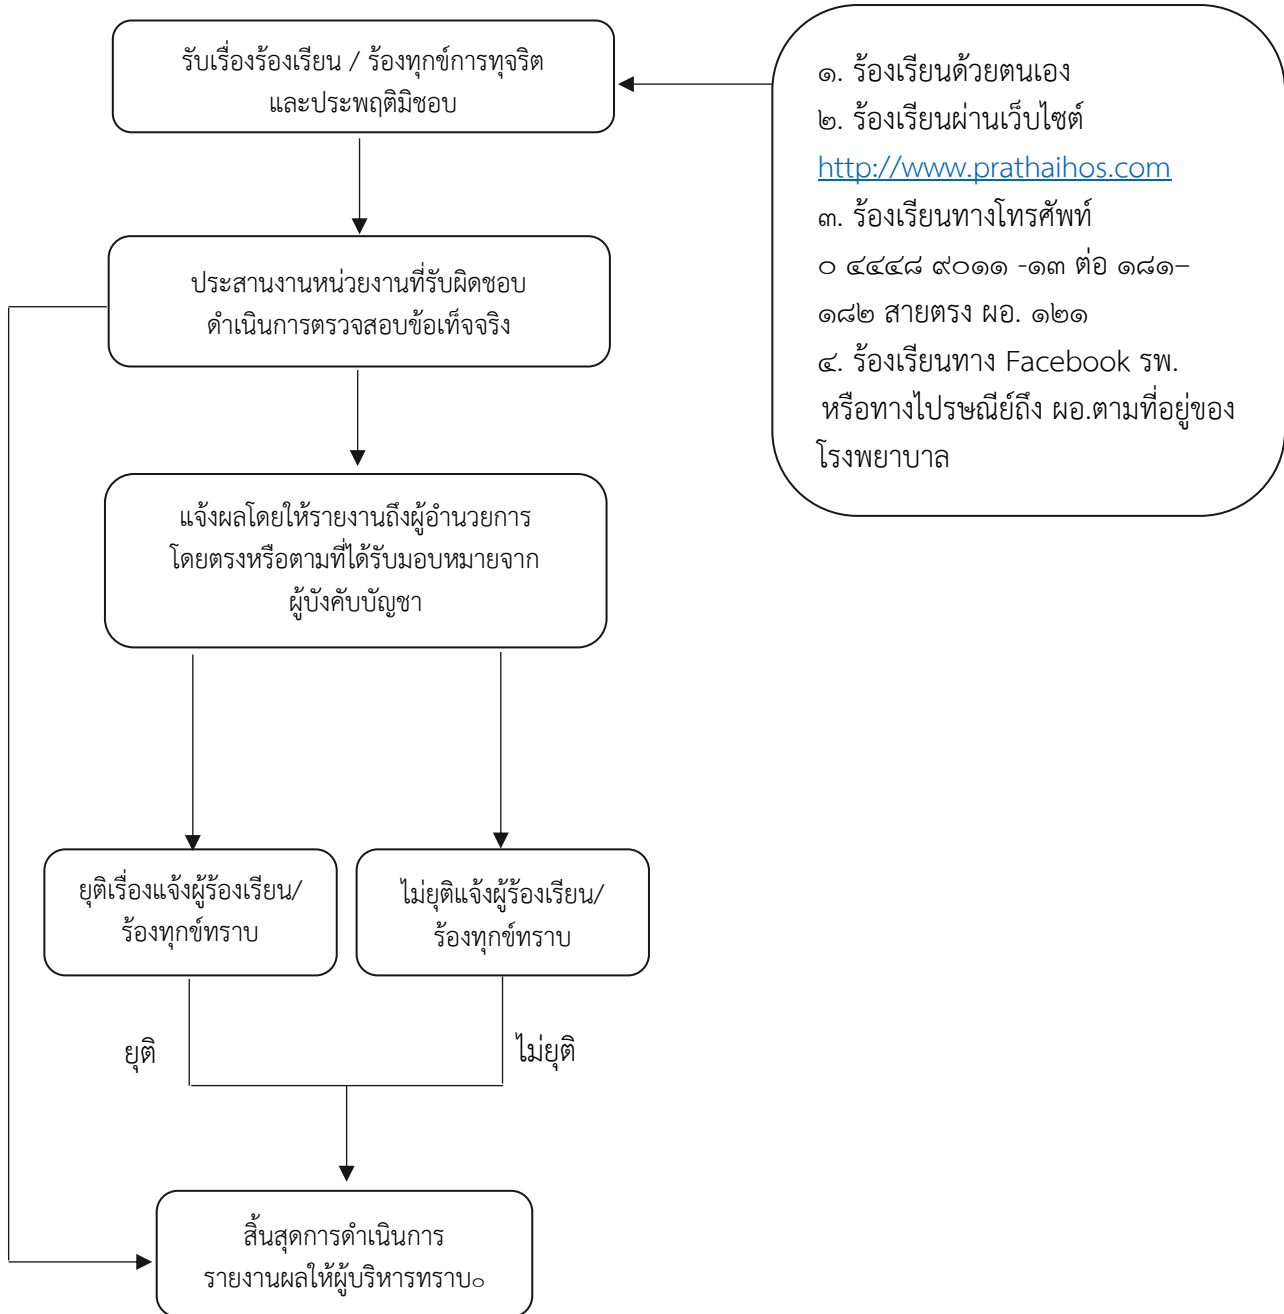 รับเรื่องร้องเรียน / ร้องทุกข์การทุจริต
และประพฤติมิชอบ
๑. ร้องเรียนด้วยตนเอง
๒. ร้องเรียนผ่านเว็บไซต์
http://www.prathaihos.com
๓. ร้องเรียนทางโทรศัพท์
๐ ๔๔๔๘ ๙๐๑๑ -๑๓ ต่อ ๑๘๑–
๑๘๒ สายตรง ผอ. ๑๒๑
๔. ร้องเรียนทาง Facebook รพ.
หรือทางไปรษณีย์ถึง ผอ.ตามที่อยู่ของ
โรงพยาบาล
ประสานงานหน่วยงานที่รับผิดชอบ
ดำเนินการตรวจสอบข้อเท็จจริง
แจ้งผลโดยให้รายงานถึงผู้อำนวยการ
โดยตรงหรือตามที่ได้รับมอบหมายจาก
ผู้บังคับบัญชา
ยุติเรื่องแจ้งผู้ร้องเรียน/
ร้องทุกข์ทราบ
ไม่ยุติแจ้งผู้ร้องเรียน/
ร้องทุกข์ทราบ
ยุติ
ไม่ยุติ
สิ้นสุดการดำเนินการ
รายงานผลให้ผู้บริหารทราบ๐